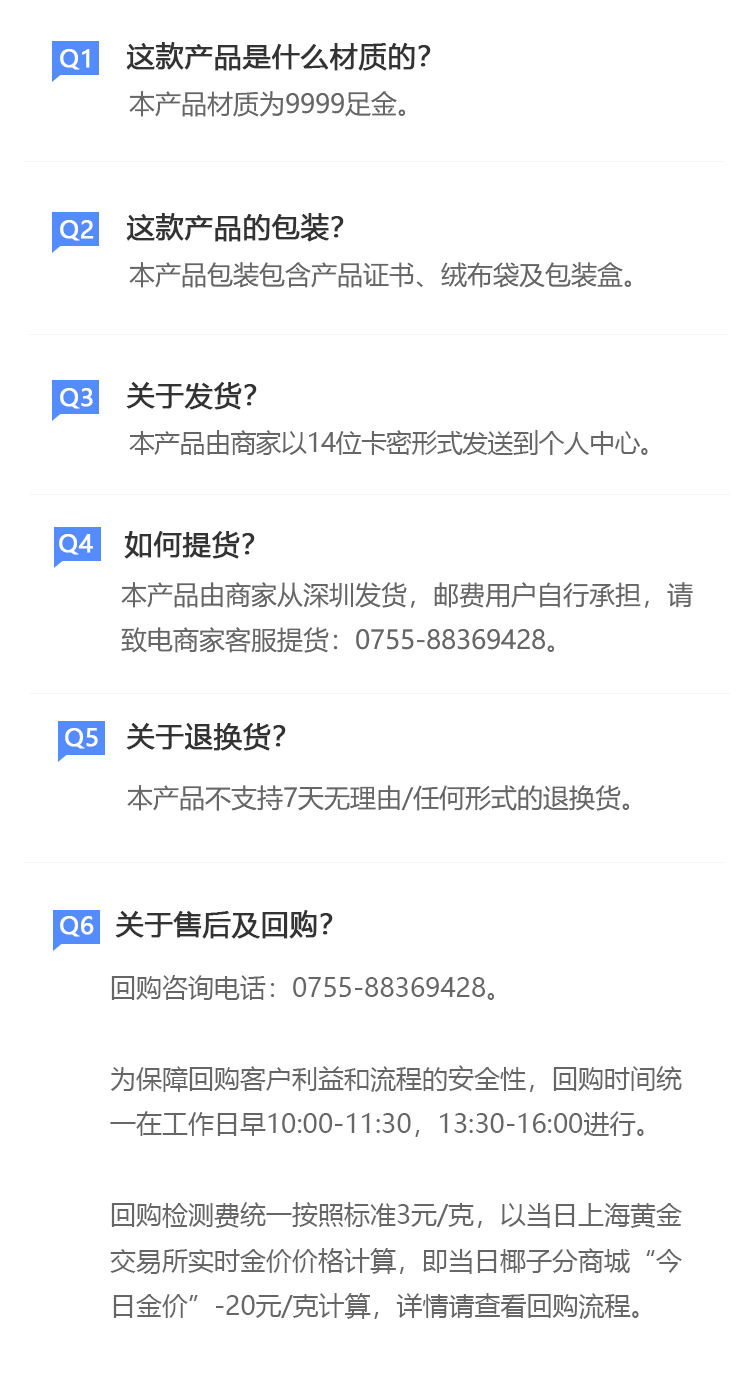 Q1 这款产品是什么材质的？
本产品材质为9999足金。
Q2 这款产品的包装？
本产品包装包含产品证书、绒布袋及包装盒。
Q3 关于发货？
本产品由商家以14位卡密形式发送到个人中心。
Q4 如何提货？
本产品由商家从深圳发货，邮费用户自行承担，请
致电商家客服提货：0755-88369428。
Q5 关于退换货？
本产品不支持7天无理由/任何形式的退换货。
Q6 关于售后及回购？
回购咨询电话：0755-88369428。
为保障回购客户利益和流程的安全性，回购时间统
一在工作日早10:00-11:30，13:30-16:00进行。
回购检测费统一按照标准3元/克，以当日上海黄金
交易所实时金价价格计算，即当日椰子分商城“今
日金价”-20元/克计算，详情请查看回购流程。